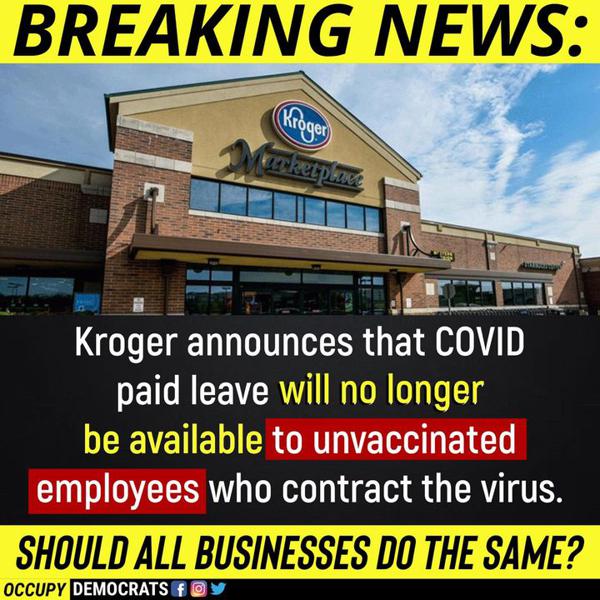 BREAKING NEWS:
Kroger
Marketplace
Kroger announces that COVID
paid leave will no longer
be available to unvaccinated
employees who contract the virus.
SHOULD ALL BUSINESSES DO THE SAME?
OCCUPY DEMOCRATS